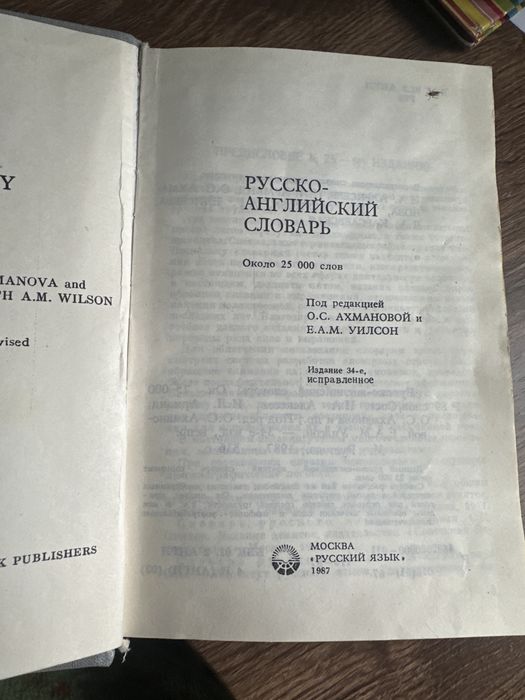 Y
MANOVA and
TH A.M. WILSON
vised
K PUBLISHERS
РУССКО-
АНГЛИЙСКИЙ
СЛОВАРЬ
Около 25 000 слов
Под редакцией
О.С. АХМАНОВОЙ и
Е.А.М. УИЛСОН
Издание 34-е,
исправленное
МОСКВА
«РУССКИЙ ЯЗЫК»
1987